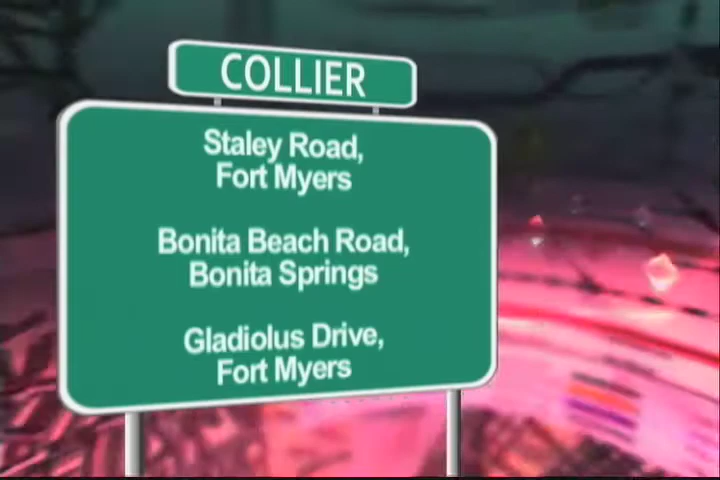 COLLIER
Staley Road,
Fort Myers
Bonita Beach Road,
Bonita Springs
Gladiolus Drive,
Fort Myers